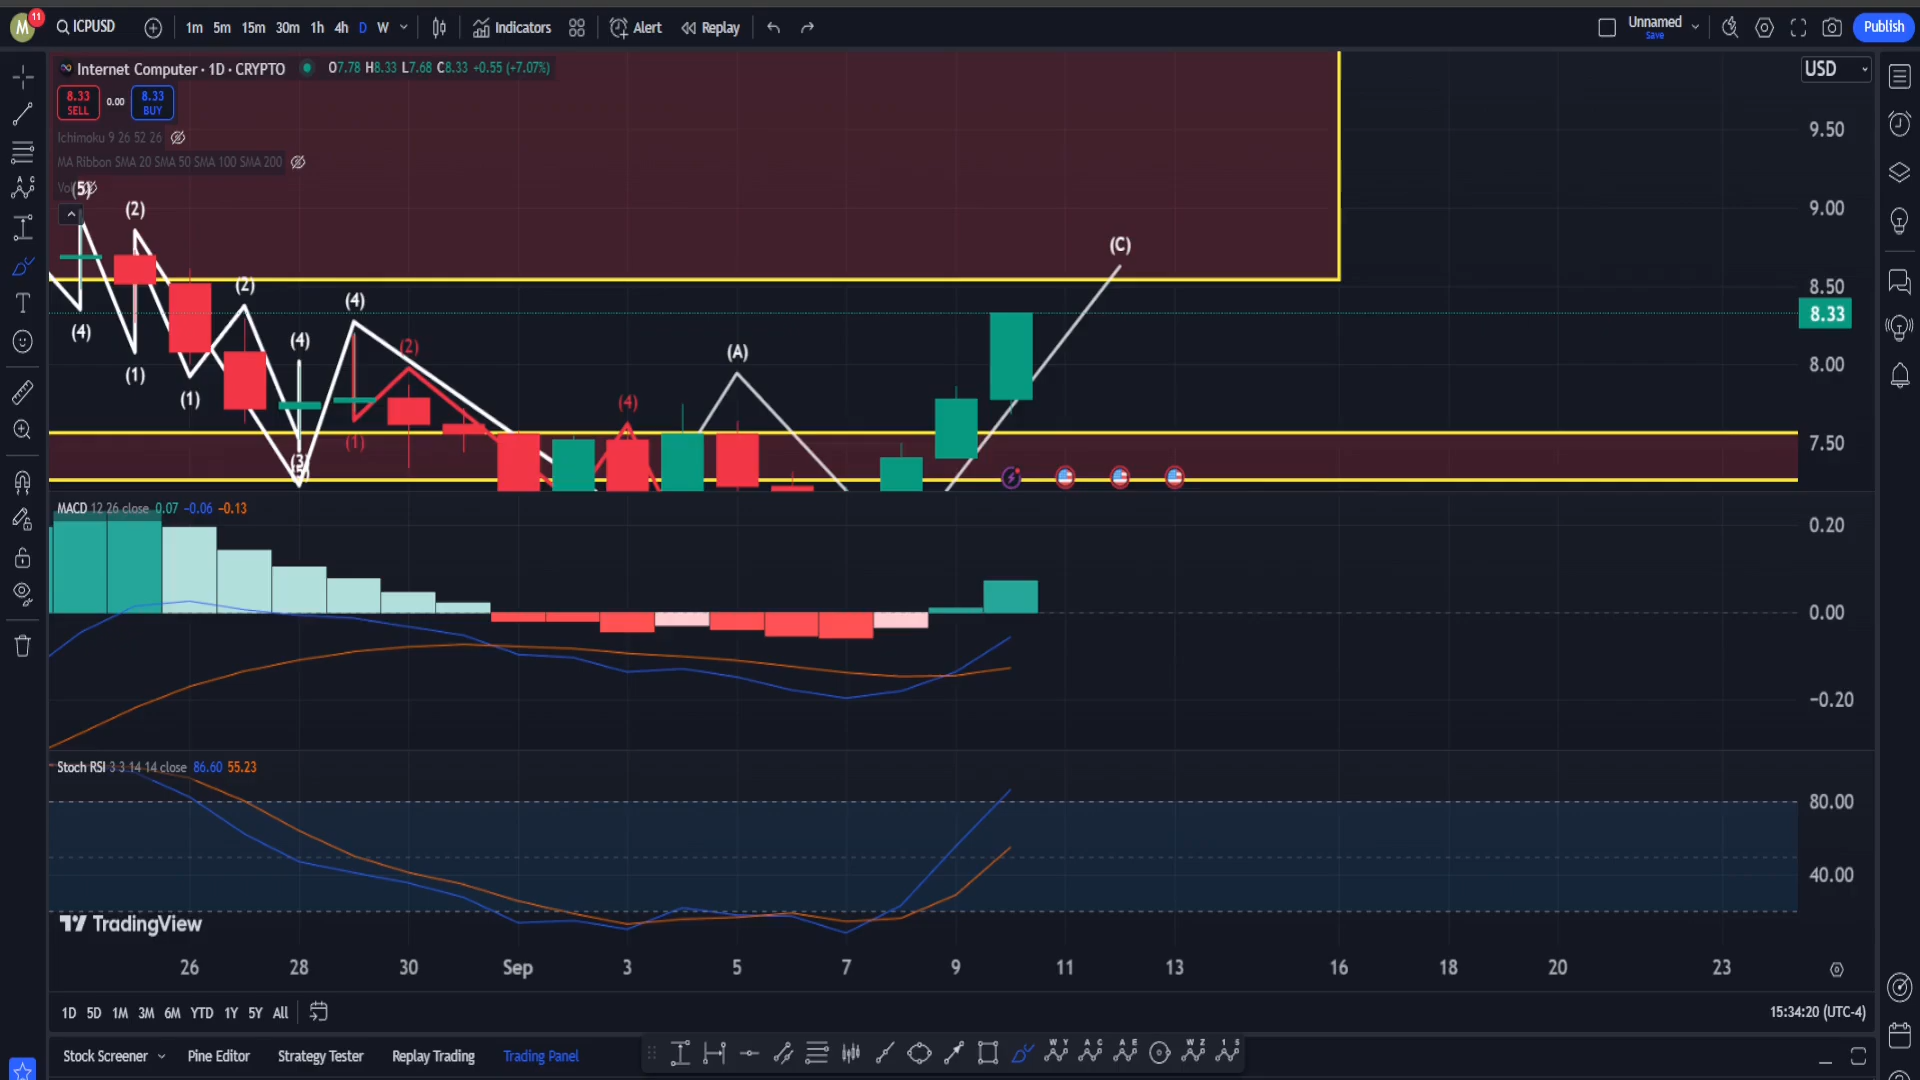 M 11 ICPUSD 1m 5m 15m 30m 1h 4h D W Indicators Alert Replay Unnamed Save Publish
Internet Computer · 1D · CRYPTO O7.78 H8.33 L7.68 C8.33 +0.55 (+7.07%)
USD
8.33 SELL 0.00 8.33 BUY
Ichimoku 9 26 52 26
MA Ribbon SMA 20 SMA 50 SMA 100 SMA 200
Vol
(5)
(2)
(4)
(1)
(2)
(1)
(4)
(3)
(5)
(4)
(2)
(1)
(4)
(A)
(C)
9.50
9.00
8.50
8.33
8.00
7.50
MACD 12 26 close 0.07 −0.06 −0.13
0.20
0.00
−0.20
Stoch RSI 3 3 14 14 close 86.60 55.23
80.00
40.00
TradingView
26 28 30 Sep 3 5 7 9 11 13 16 18 20 23
1D 5D 1M 3M 6M YTD 1Y 5Y All 15:34:20 (UTC-4)
Stock Screener Pine Editor Strategy Tester Replay Trading Trading Panel